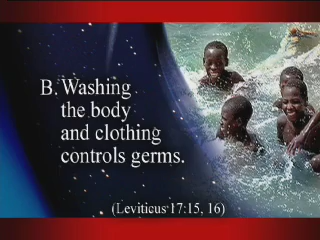 B. Washing
the body
and clothing
controls germs.
(Leviticus 17:15, 16)